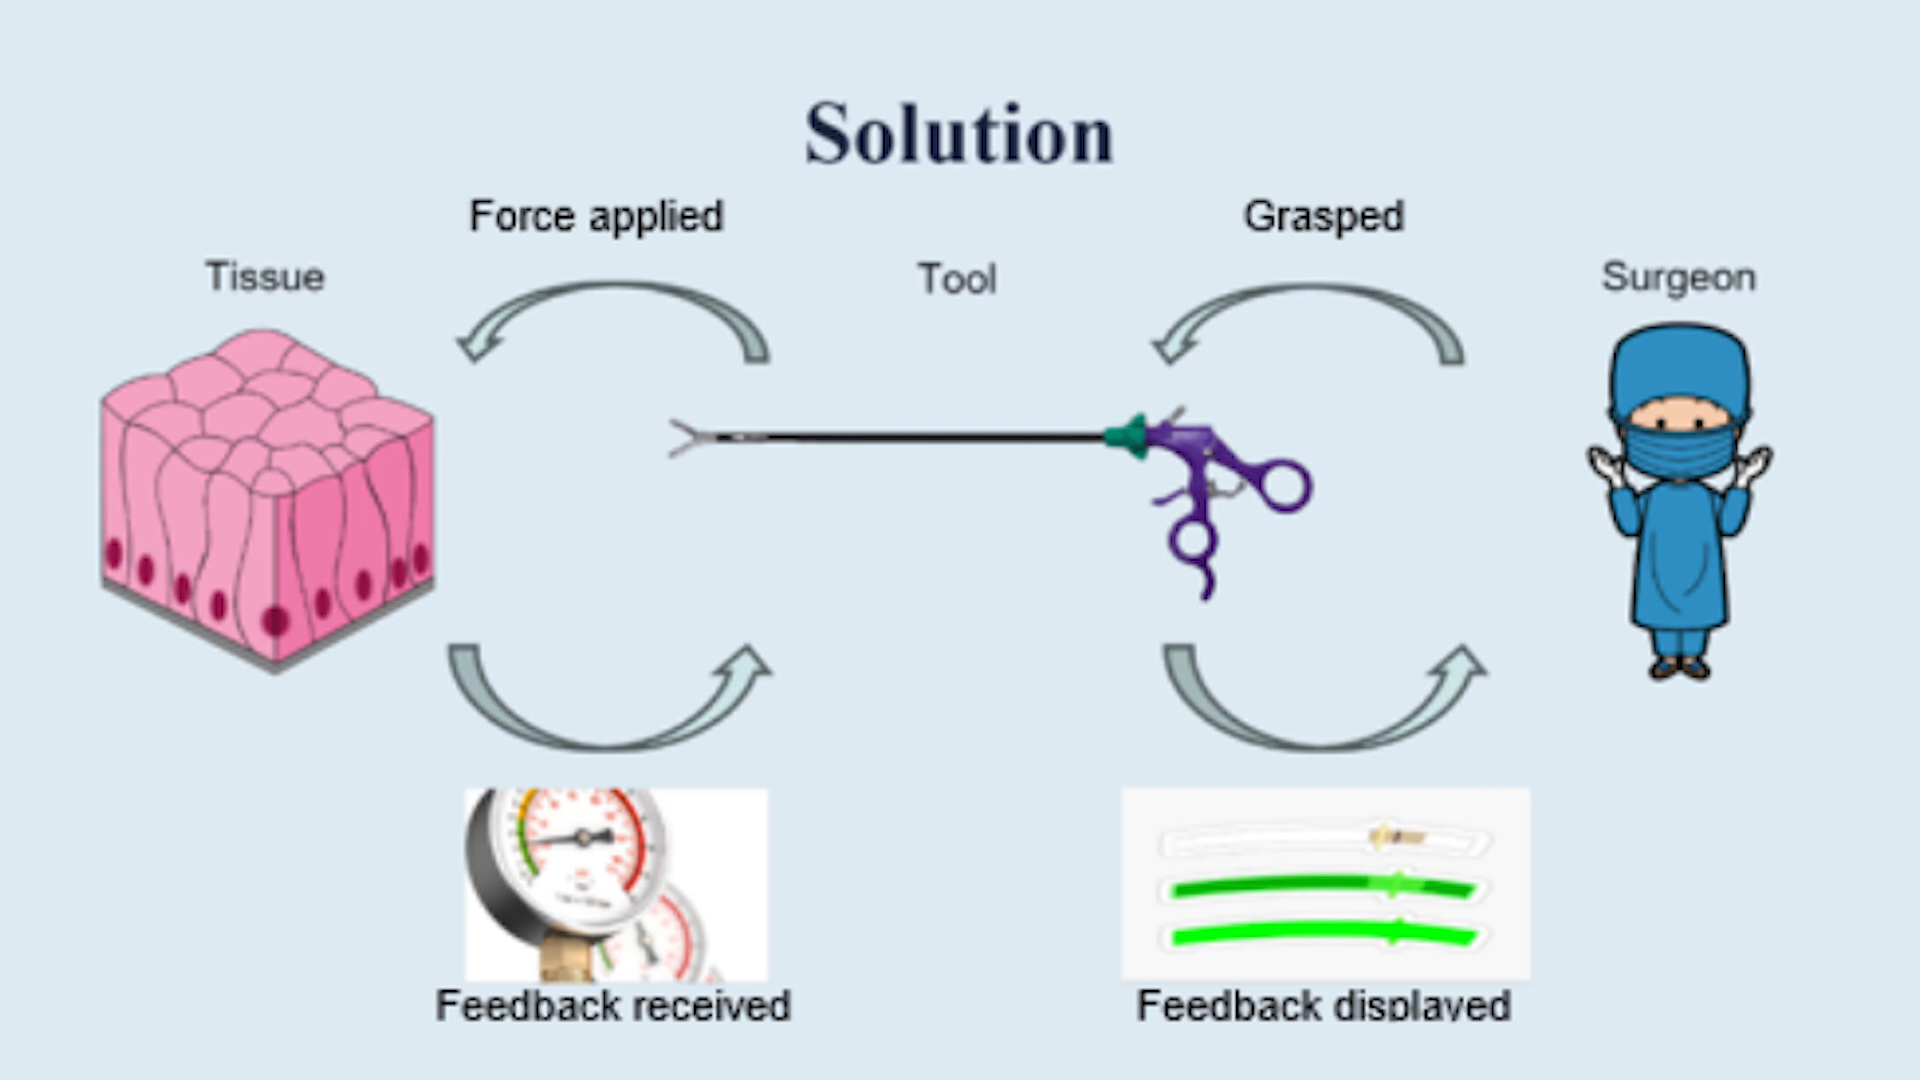 Solution
Force applied
Grasped
Tissue
Tool
Surgeon
Feedback received
Feedback displayed